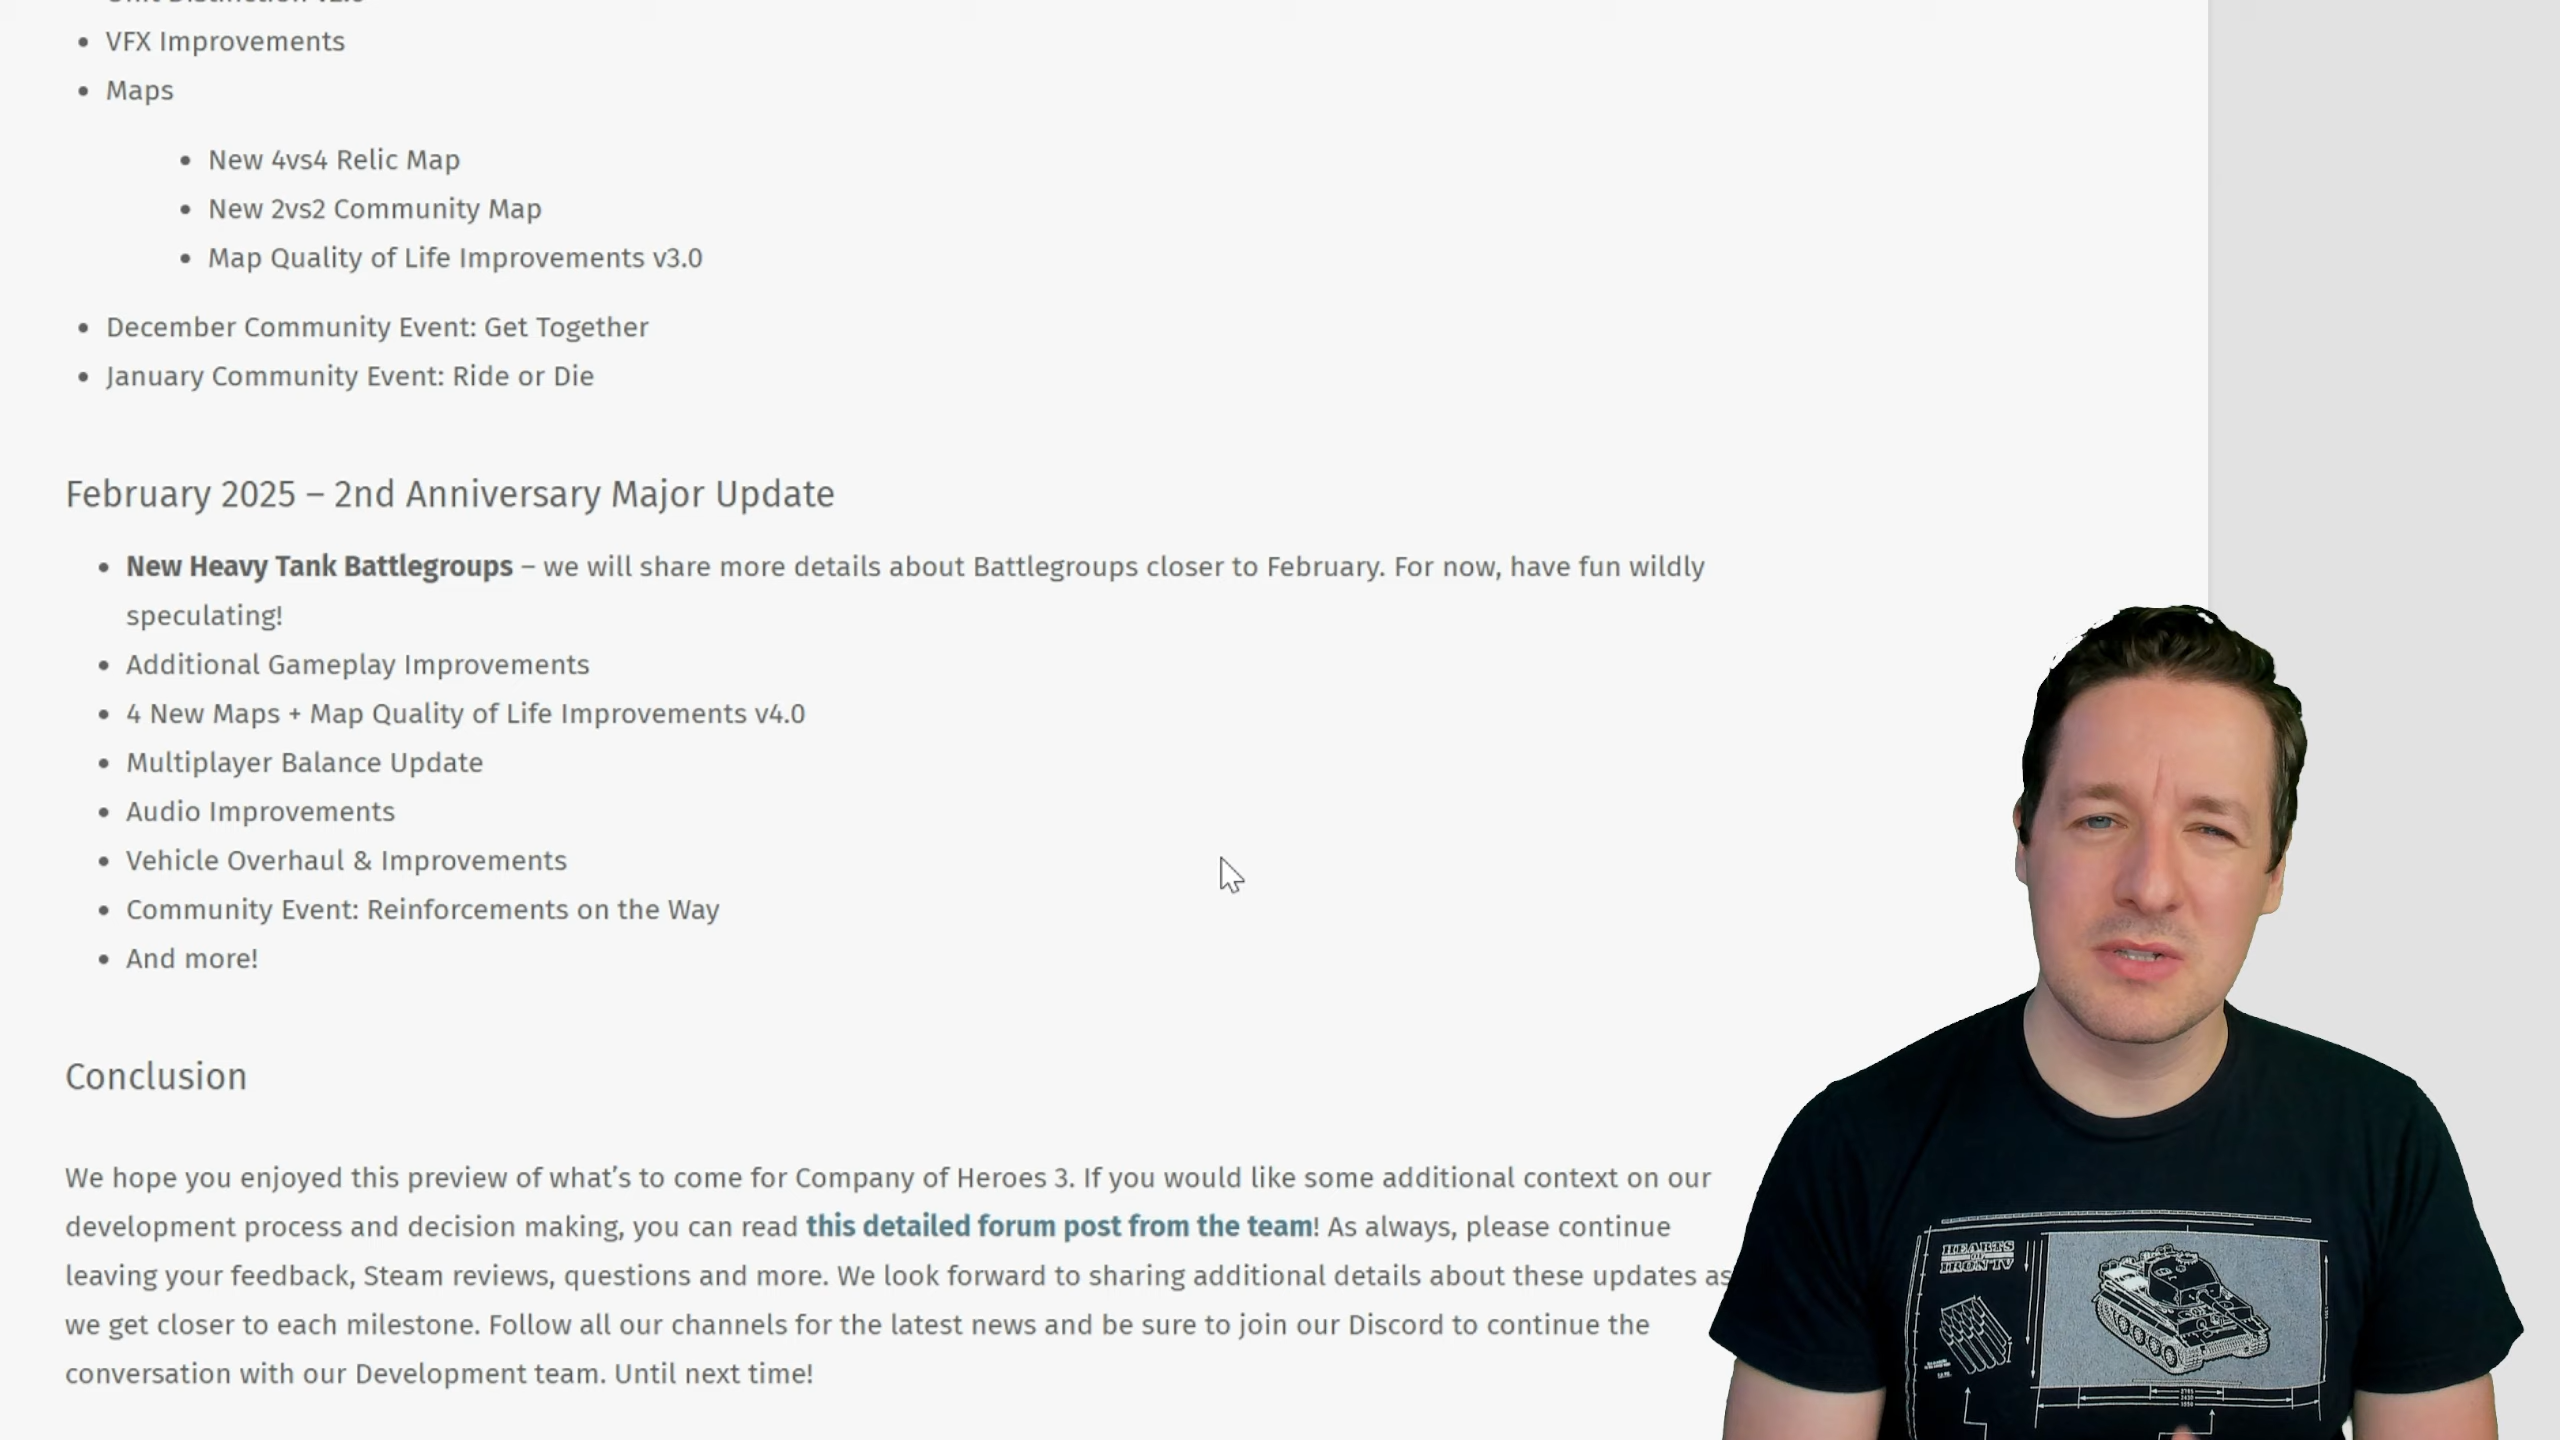 VFX Improvements
Maps
New 4vs4 Relic Map
New 2vs2 Community Map
Map Quality of Life Improvements v3.0
December Community Event: Get Together
January Community Event: Ride or Die
February 2025 – 2nd Anniversary Major Update
New Heavy Tank Battlegroups – we will share more details about Battlegroups closer to February. For now, have fun wildly
speculating!
Additional Gameplay Improvements
4 New Maps + Map Quality of Life Improvements v4.0
Multiplayer Balance Update
Audio Improvements
Vehicle Overhaul & Improvements
Community Event: Reinforcements on the Way
And more!
Conclusion
We hope you enjoyed this preview of what’s to come for Company of Heroes 3. If you would like some additional context on our
development process and decision making, you can read this detailed forum post from the team! As always, please continue
leaving your feedback, Steam reviews, questions and more. We look forward to sharing additional details about these updates as
we get closer to each milestone. Follow all our channels for the latest news and be sure to join our Discord to continue the
conversation with our Development team. Until next time!
HEARTS
OF
IRON IV